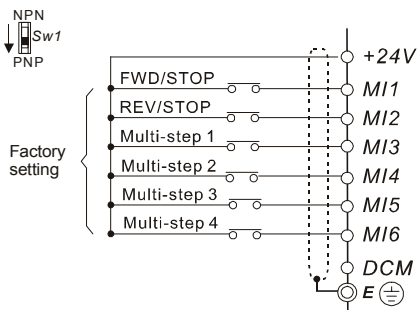 NPN
Sw1
PNP
+24V
FWD/STOP
MI1
REV/STOP
MI2
Multi-step 1
MI3
Factory
setting
Multi-step 2
MI4
Multi-step 3
MI5
Multi-step 4
MI6
DCM
E